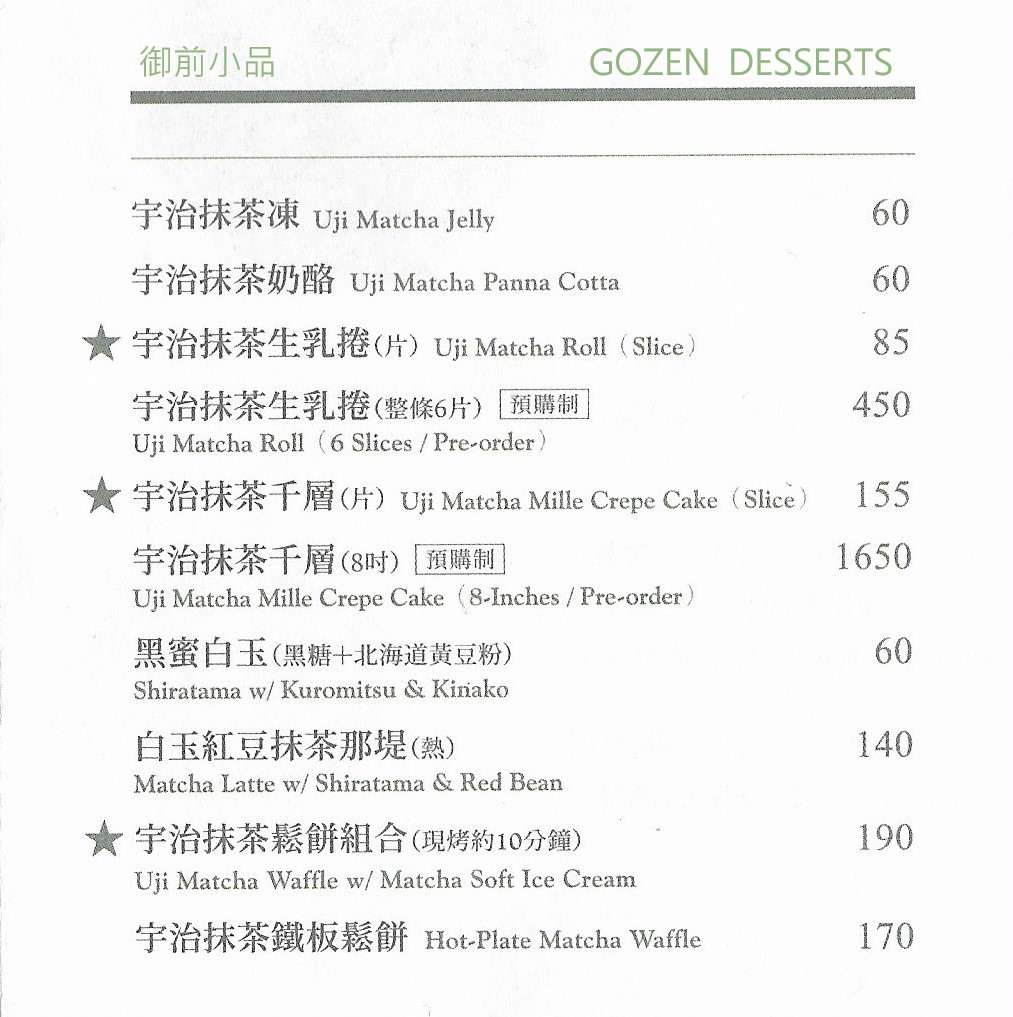 御前小品 GOZEN DESSERTS
宇治抹茶凍 Uji Matcha Jelly 60
宇治抹茶奶酪 Uji Matcha Panna Cotta 60
★ 宇治抹茶生乳捲(片) Uji Matcha Roll (Slice) 85
宇治抹茶生乳捲(整條6片) 預購制 450
Uji Matcha Roll (6 Slices / Pre-order)
★ 宇治抹茶千層(片) Uji Matcha Mille Crepe Cake (Slice) 155
宇治抹茶千層(8吋) 預購制 1650
Uji Matcha Mille Crepe Cake (8-Inches / Pre-order)
黑蜜白玉(黑糖+北海道黃豆粉) 60
Shiratama w/ Kuromitsu & Kinako
白玉紅豆抹茶那堤(熱) 140
Matcha Latte w/ Shiratama & Red Bean
★ 宇治抹茶鬆餅組合(現烤約10分鐘) 190
Uji Matcha Waffle w/ Matcha Soft Ice Cream
宇治抹茶鐵板鬆餅 Hot-Plate Matcha Waffle 170